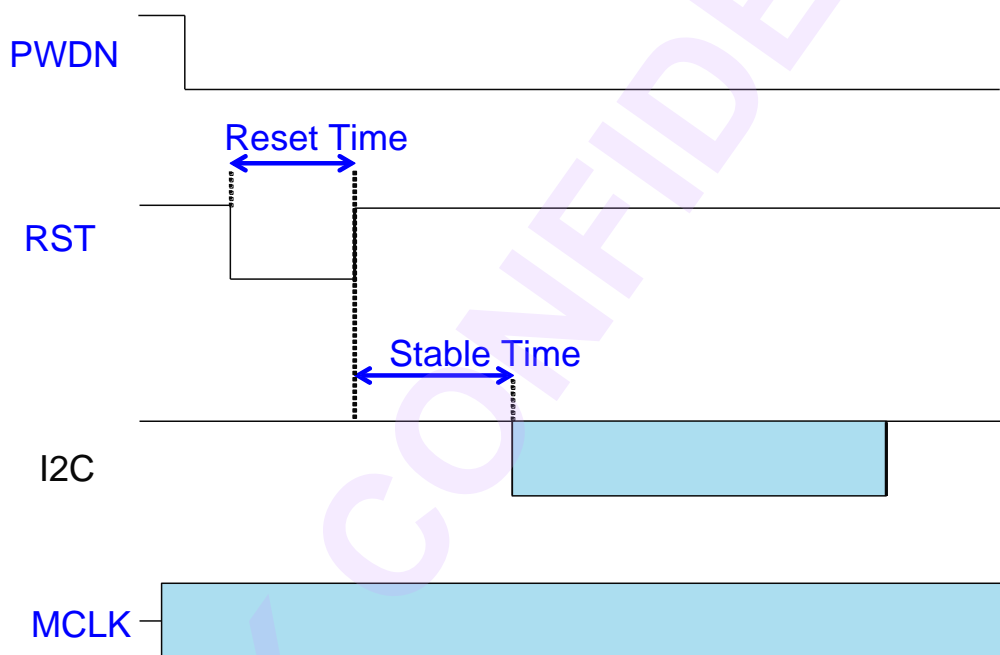 PWDN
Reset Time
RST
Stable Time
I2C
MCLK
CONFIDE